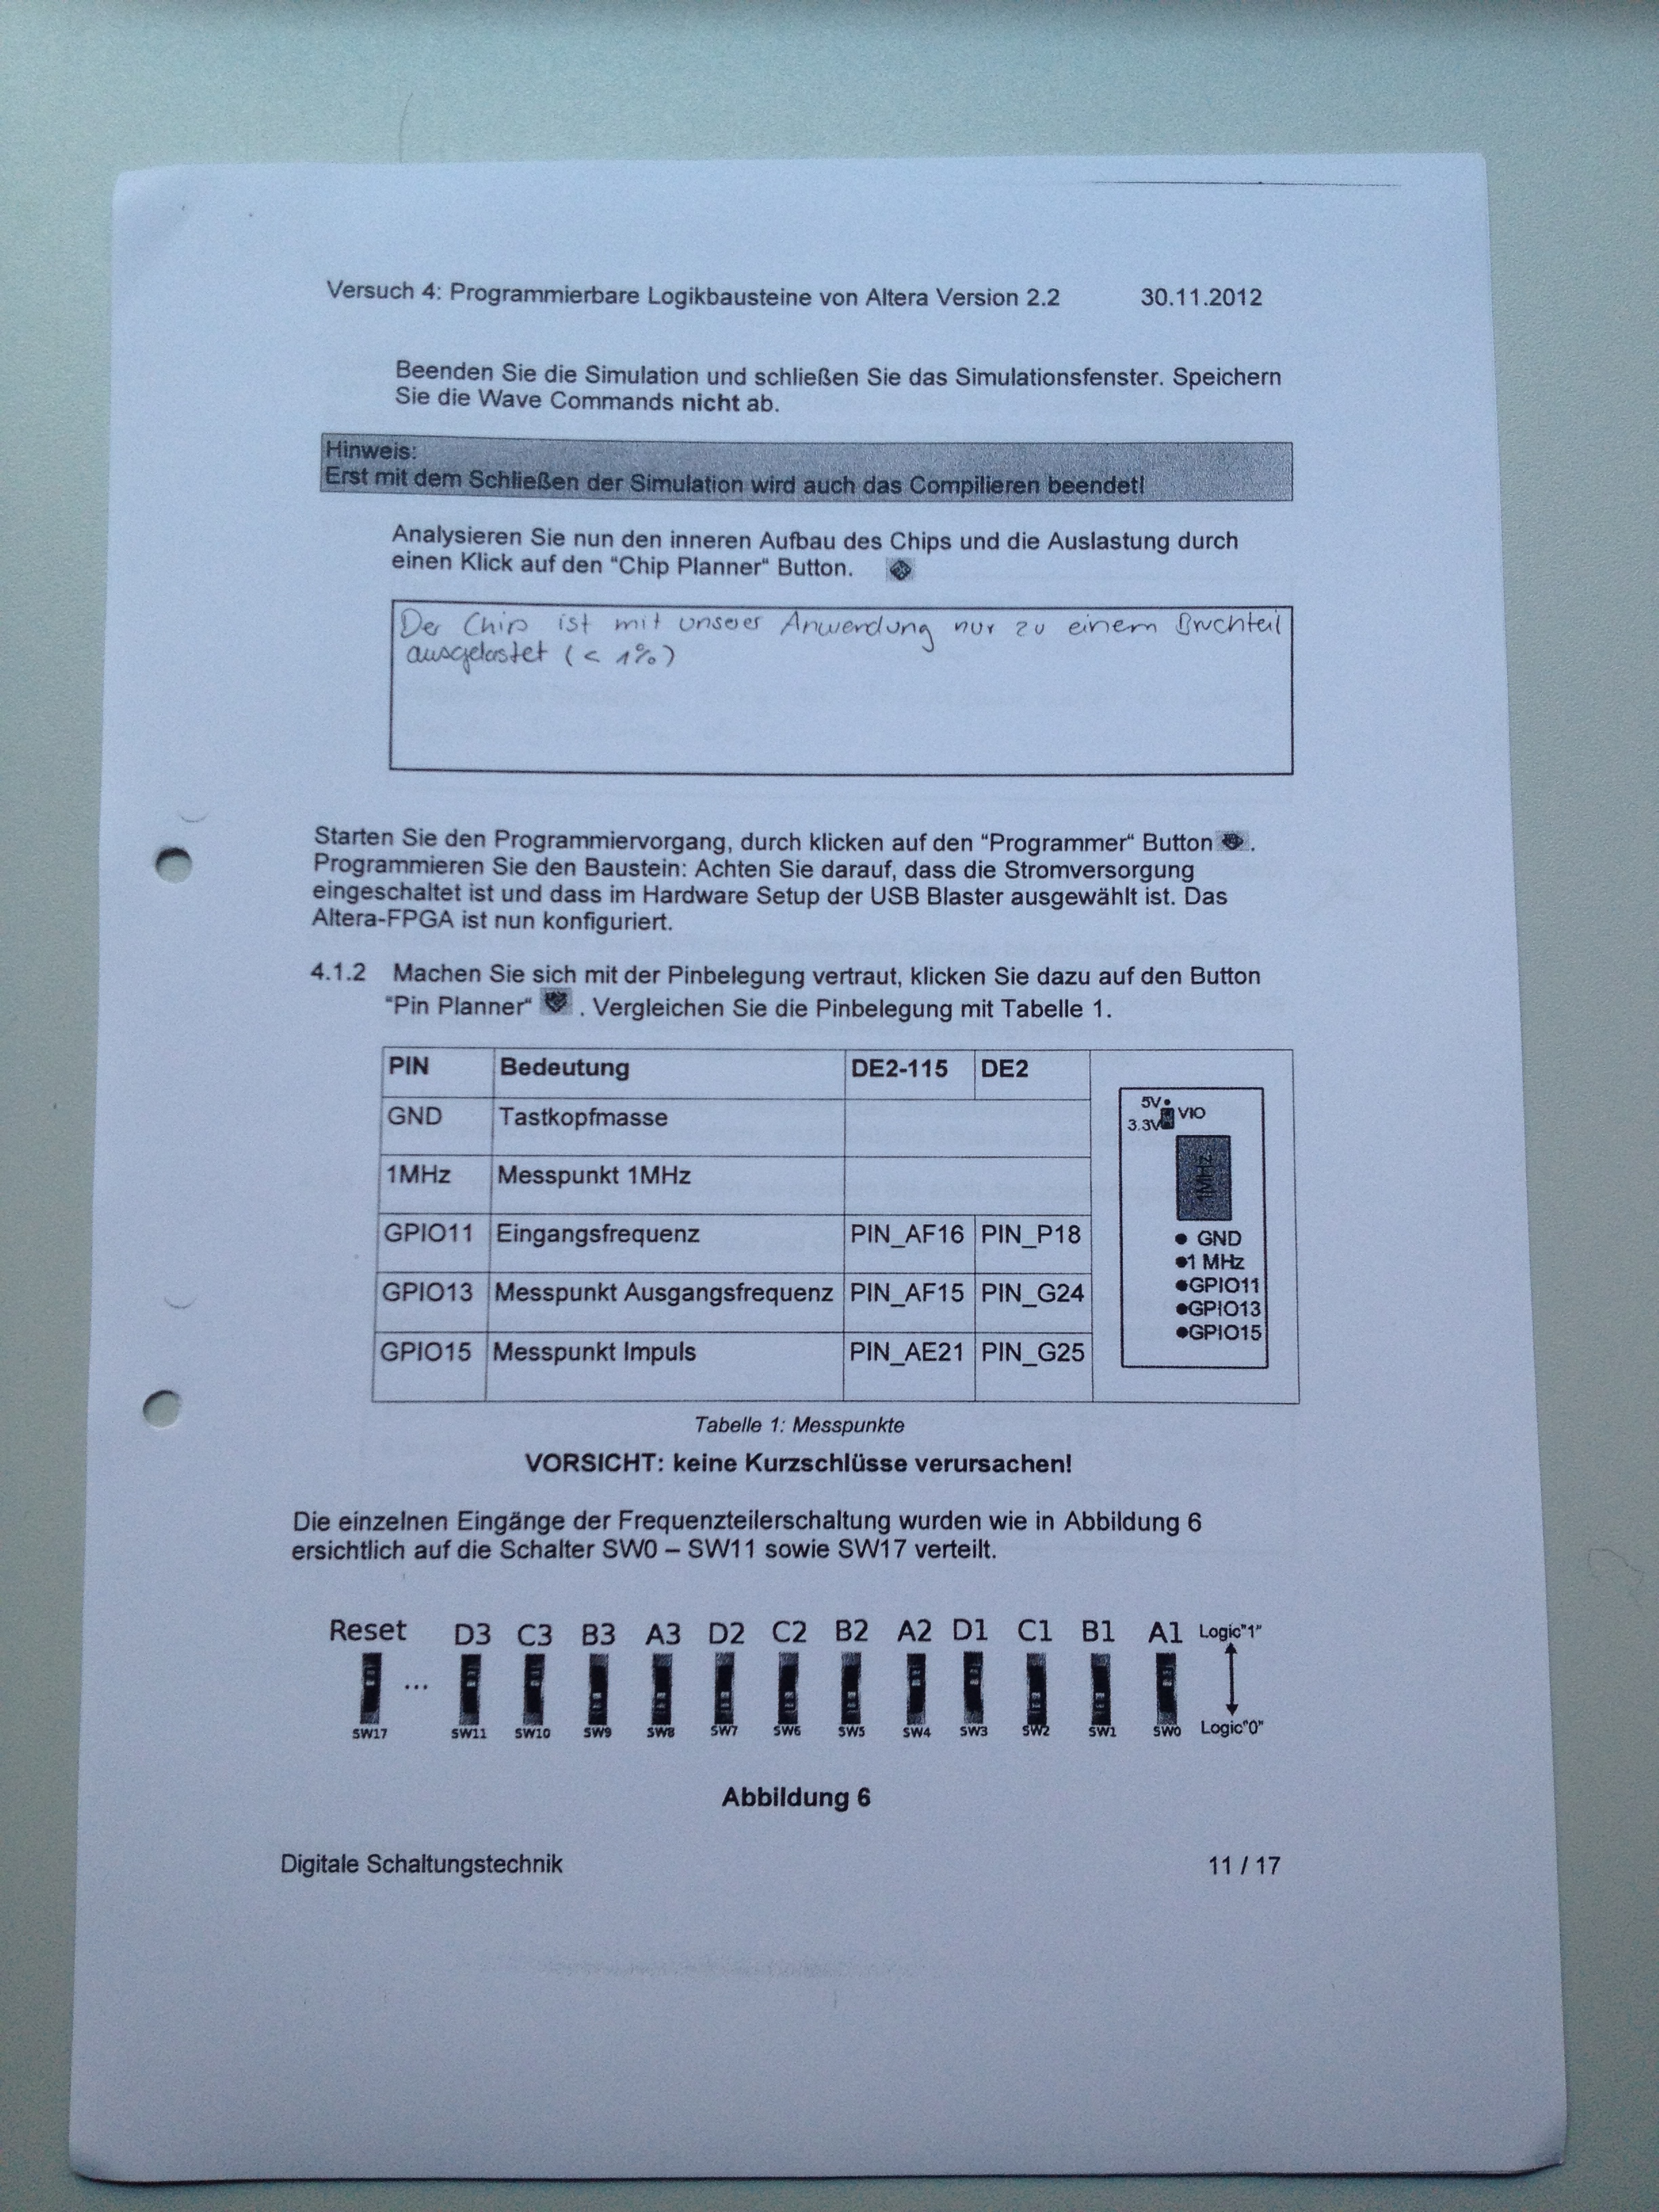 Versuch 4: Programmierbare Logikbausteine von Altera Version 2.2 30.11.2012
Beenden Sie die Simulation und schließen Sie das Simulationsfenster. Speichern
Sie die Wave Commands nicht ab.
Hinweis:
Erst mit dem Schließen der Simulation wird auch das Compilieren beendet!
Analysieren Sie nun den inneren Aufbau des Chips und die Auslastung durch
einen Klick auf den "Chip Planner" Button.
Der Chip ist mit unserer Anwendung nur zu einem Bruchteil
ausgelastet (< 1%)
Starten Sie den Programmiervorgang, durch klicken auf den "Programmer" Button .
Programmieren Sie den Baustein: Achten Sie darauf, dass die Stromversorgung
eingeschaltet ist und dass im Hardware Setup der USB Blaster ausgewählt ist. Das
Altera-FPGA ist nun konfiguriert.
4.1.2 Machen Sie sich mit der Pinbelegung vertraut, klicken Sie dazu auf den Button
"Pin Planner" . Vergleichen Sie die Pinbelegung mit Tabelle 1.
PIN Bedeutung DE2-115 DE2
GND Tastkopfmasse
1MHz Messpunkt 1MHz
GPIO11 Eingangsfrequenz PIN_AF16 PIN_P18
GPIO13 Messpunkt Ausgangsfrequenz PIN_AF15 PIN_G24
GPIO15 Messpunkt Impuls PIN_AE21 PIN_G25
5V
3.3V VIO
1MHz
GND
1 MHz
GPIO11
GPIO13
GPIO15
Tabelle 1: Messpunkte
VORSICHT: keine Kurzschlüsse verursachen!
Die einzelnen Eingänge der Frequenzteilerschaltung wurden wie in Abbildung 6
ersichtlich auf die Schalter SW0 – SW11 sowie SW17 verteilt.
Reset D3 C3 B3 A3 D2 C2 B2 A2 D1 C1 B1 A1 Logic"1"
...
SW17 SW11 SW10 SW9 SW8 SW7 SW6 SW5 SW4 SW3 SW2 SW1 SW0 Logic"0"
Abbildung 6
Digitale Schaltungstechnik 11 / 17